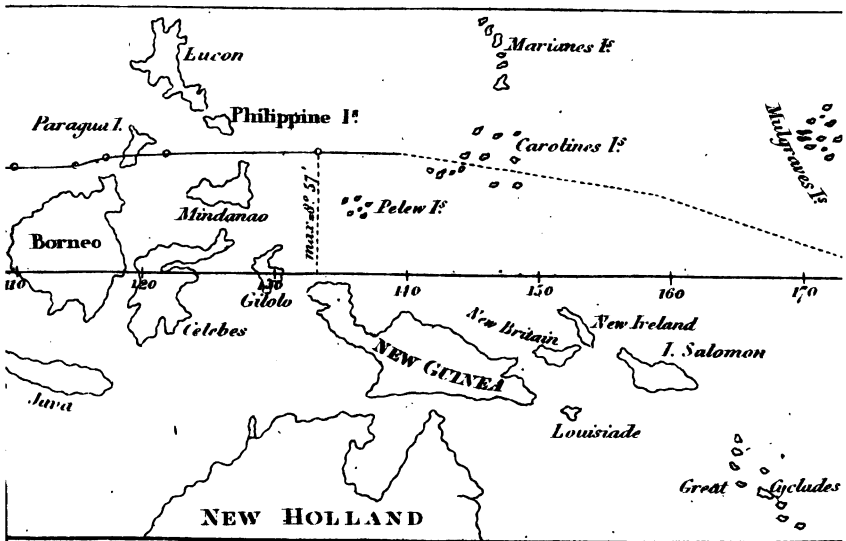 Lucon
Marianes Iˢ.
Philippine Iˢ.
Mulgraves Iˢ.
Paragua I.
Carolines Iˢ.
max=8° 57'
Mindanao
Pelew Iˢ.
Borneo
110 120 130 140 150 160 170
Gilolo
Celebes
New Britain
New Ireland
NEW GUINEA
I. Salomon
Java
Louisiade
Great Cyclades
NEW HOLLAND